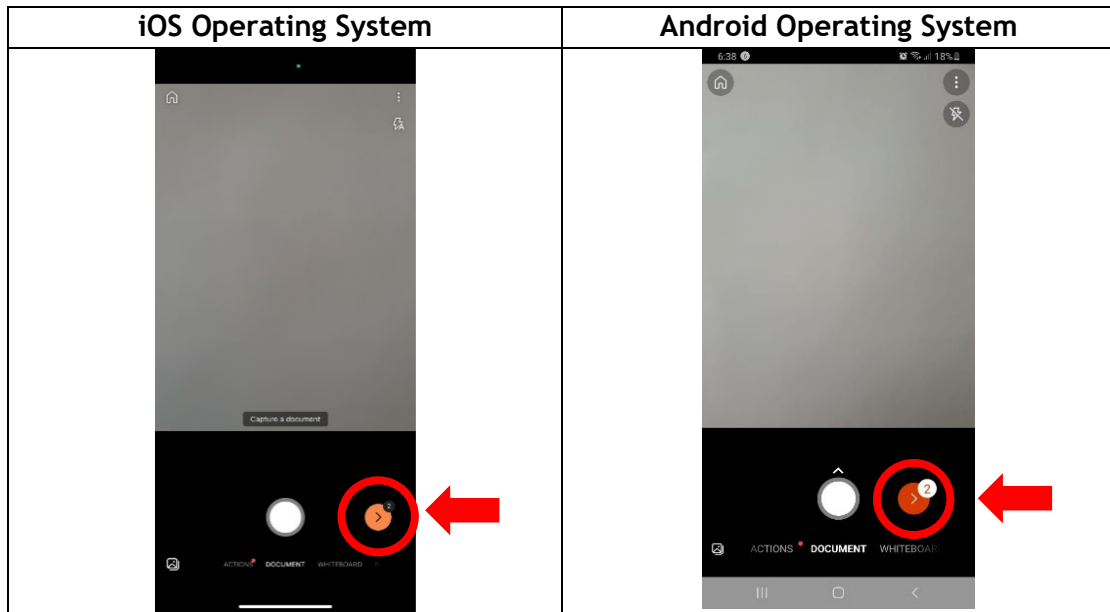 iOS Operating System
Android Operating System
Capture a document
2
ACTIONS DOCUMENT WHITEBOARD
6:38
18%
2
ACTIONS DOCUMENT WHITEBOAR